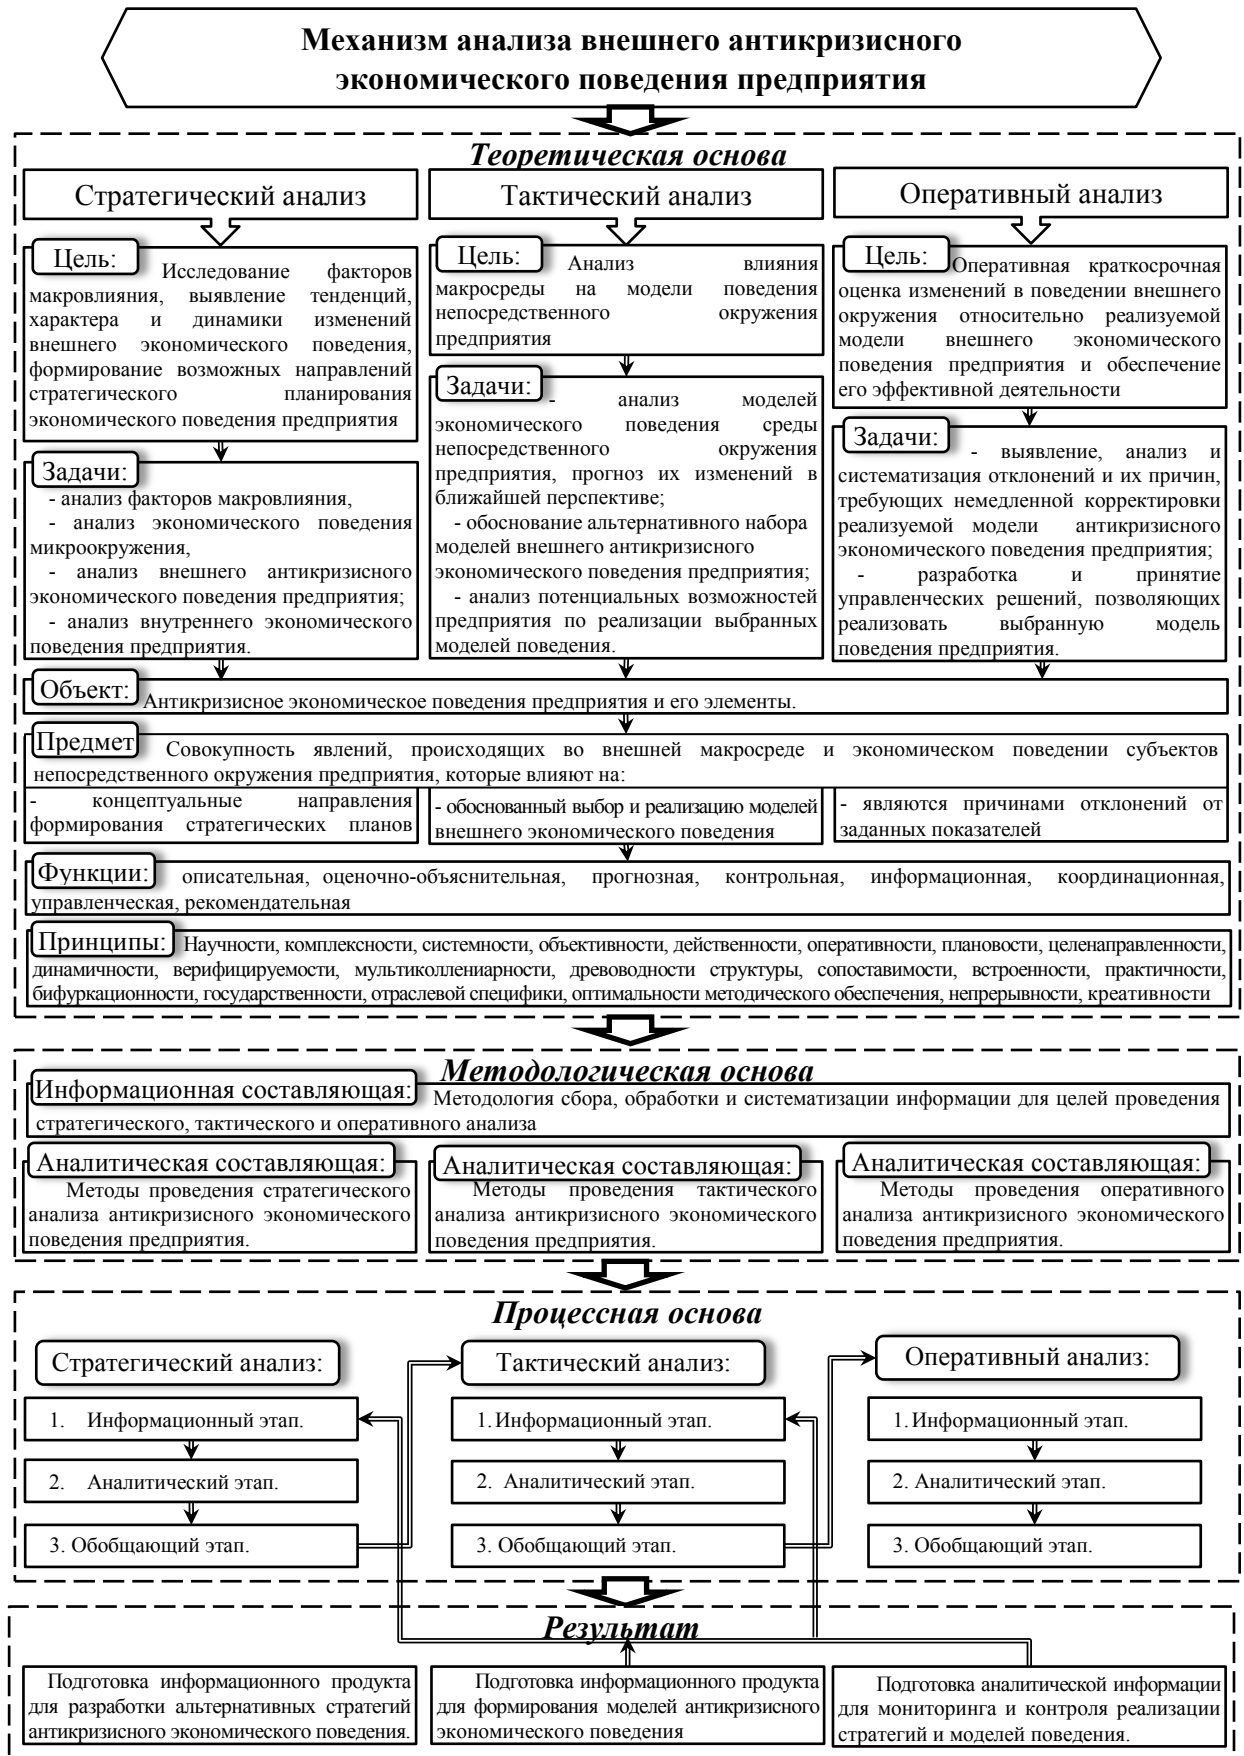 Механизм анализа внешнего антикризисного
экономического поведения предприятия
Теоретическая основа
Стратегический анализ
Тактический анализ
Оперативный анализ
Цель: Исследование факторов
макровлияния, выявление тенденций,
характера и динамики изменений
внешнего экономического поведения,
формирование возможных направлений
стратегического планирования
экономического поведения предприятия
Задачи:
- анализ факторов макровлияния,
- анализ экономического поведения
микроокружения,
- анализ внешнего антикризисного
экономического поведения предприятия;
- анализ внутреннего экономического
поведения предприятия.
Цель: Анализ влияния
макросреды на модели поведения
непосредственного окружения
предприятия
Задачи: - анализ моделей
экономического поведения среды
непосредственного окружения
предприятия, прогноз их изменений в
ближайшей перспективе;
- обоснование альтернативного набора
моделей внешнего антикризисного
экономического поведения предприятия;
- анализ потенциальных возможностей
предприятия по реализации выбранных
моделей поведения.
Цель: Оперативная краткосрочная
оценка изменений в поведении внешнего
окружения относительно реализуемой
модели внешнего экономического
поведения предприятия и обеспечение
его эффективной деятельности
Задачи: - выявление, анализ и
систематизация отклонений и их причин,
требующих немедленной корректировки
реализуемой модели антикризисного
экономического поведения предприятия;
- разработка и принятие
управленческих решений, позволяющих
реализовать выбранную модель
поведения предприятия.
Объект: Антикризисное экономическое поведения предприятия и его элементы.
Предмет Совокупность явлений, происходящих во внешней макросреде и экономическом поведении субъектов
непосредственного окружения предприятия, которые влияют на:
- концептуальные направления
формирования стратегических планов
- обоснованный выбор и реализацию моделей
внешнего экономического поведения
- являются причинами отклонений от
заданных показателей
Функции: описательная, оценочно-объяснительная, прогнозная, контрольная, информационная, координационная,
управленческая, рекомендательная
Принципы: Научности, комплексности, системности, объективности, действенности, оперативности, плановости, целенаправленности,
динамичности, верифицируемости, мультиколлениарности, древоводности структуры, сопоставимости, встроенности, практичности,
бифуркационности, государственности, отраслевой специфики, оптимальности методического обеспечения, непрерывности, креативности
Методологическая основа
Информационная составляющая: Методология сбора, обработки и систематизации информации для целей проведения
стратегического, тактического и оперативного анализа
Аналитическая составляющая:
Методы проведения стратегического
анализа антикризисного экономического
поведения предприятия.
Аналитическая составляющая:
Методы проведения тактического
анализа антикризисного экономического
поведения предприятия.
Аналитическая составляющая:
Методы проведения оперативного
анализа антикризисного экономического
поведения предприятия.
Процессная основа
Стратегический анализ:
Тактический анализ:
Оперативный анализ:
1. Информационный этап.
1. Информационный этап.
1. Информационный этап.
2. Аналитический этап.
2. Аналитический этап.
2. Аналитический этап.
3. Обобщающий этап.
3. Обобщающий этап.
3. Обобщающий этап.
Результат
Подготовка информационного продукта
для разработки альтернативных стратегий
антикризисного экономического поведения.
Подготовка информационного продукта
для формирования моделей антикризисного
экономического поведения
Подготовка аналитической информации
для мониторинга и контроля реализации
стратегий и моделей поведения.